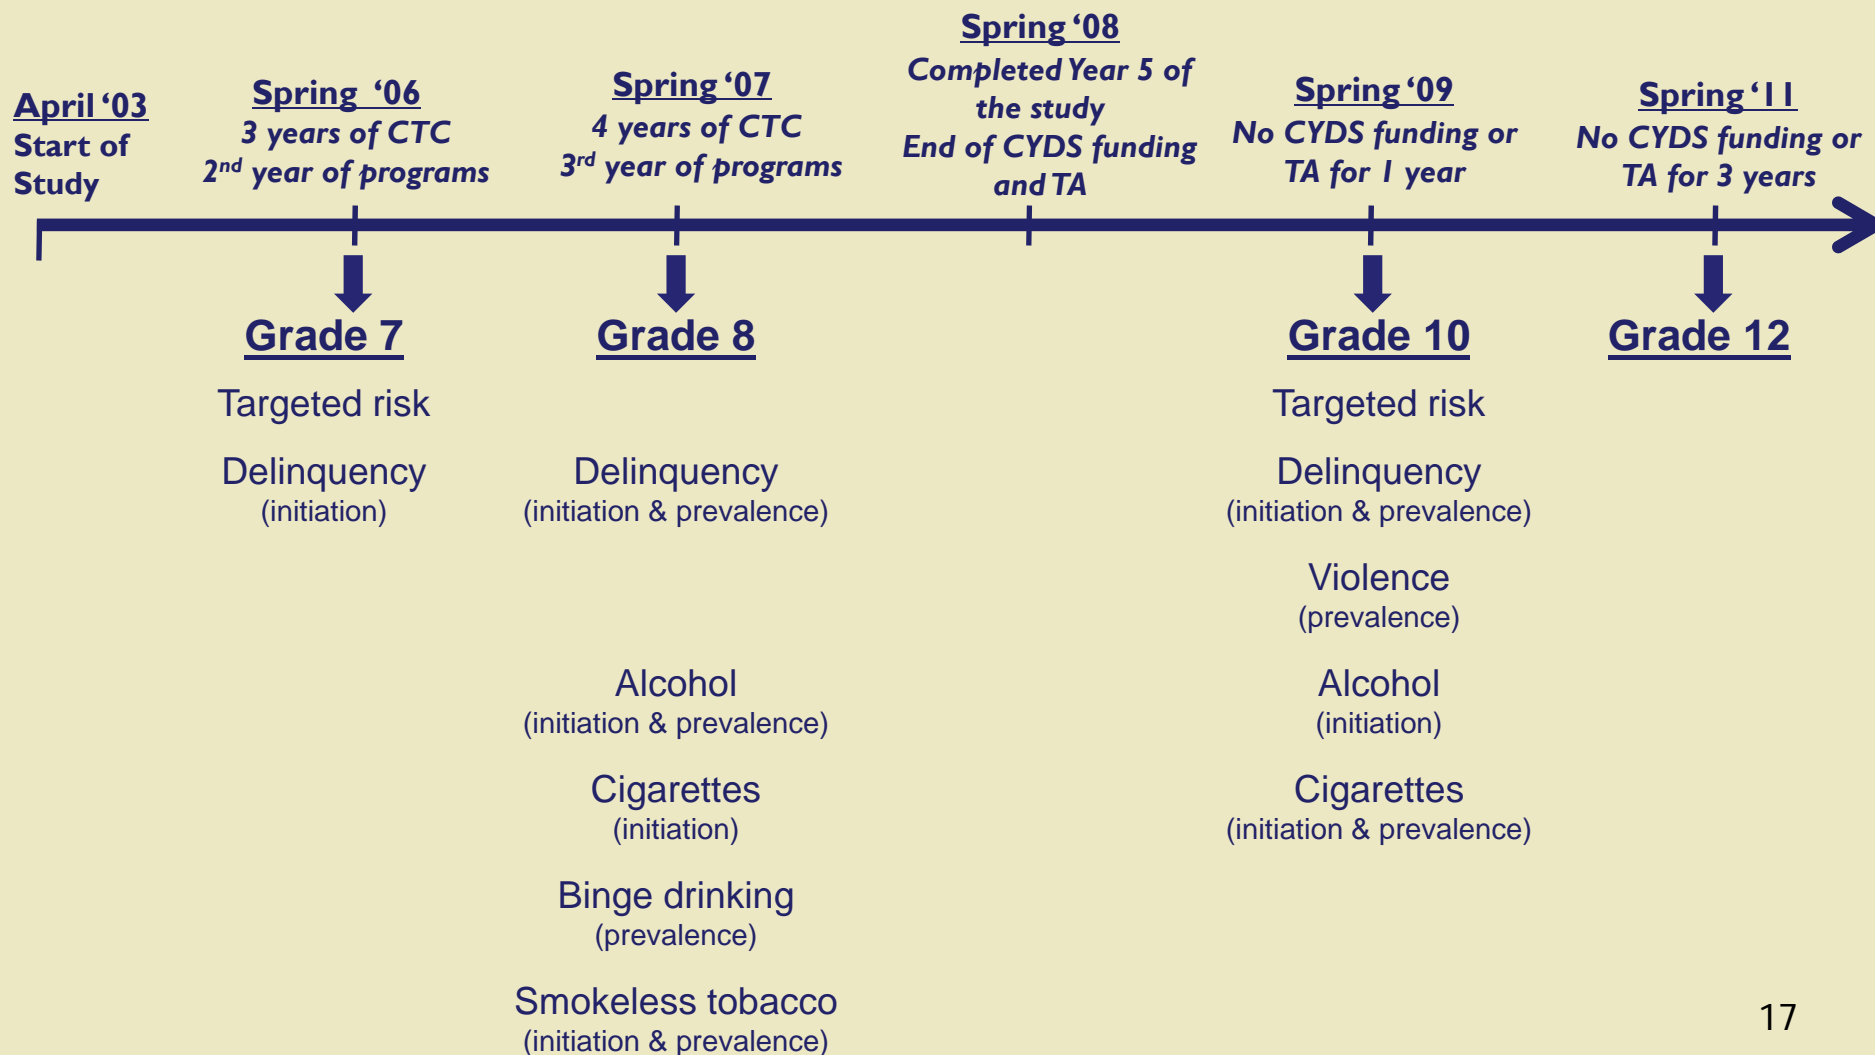 April ‘03
Start of
Study
Spring ‘06
3 years of CTC
2nd year of programs
Spring ‘07
4 years of CTC
3rd year of programs
Spring ‘08
Completed Year 5 of
the study
End of CYDS funding
and TA
Spring ‘09
No CYDS funding or
TA for 1 year
Spring ‘11
No CYDS funding or
TA for 3 years
Grade 7
Targeted risk
Delinquency
(initiation)
Grade 8
Delinquency
(initiation & prevalence)
Alcohol
(initiation & prevalence)
Cigarettes
(initiation)
Binge drinking
(prevalence)
Smokeless tobacco
(initiation & prevalence)
Grade 10
Targeted risk
Delinquency
(initiation & prevalence)
Violence
(prevalence)
Alcohol
(initiation)
Cigarettes
(initiation & prevalence)
Grade 12
17